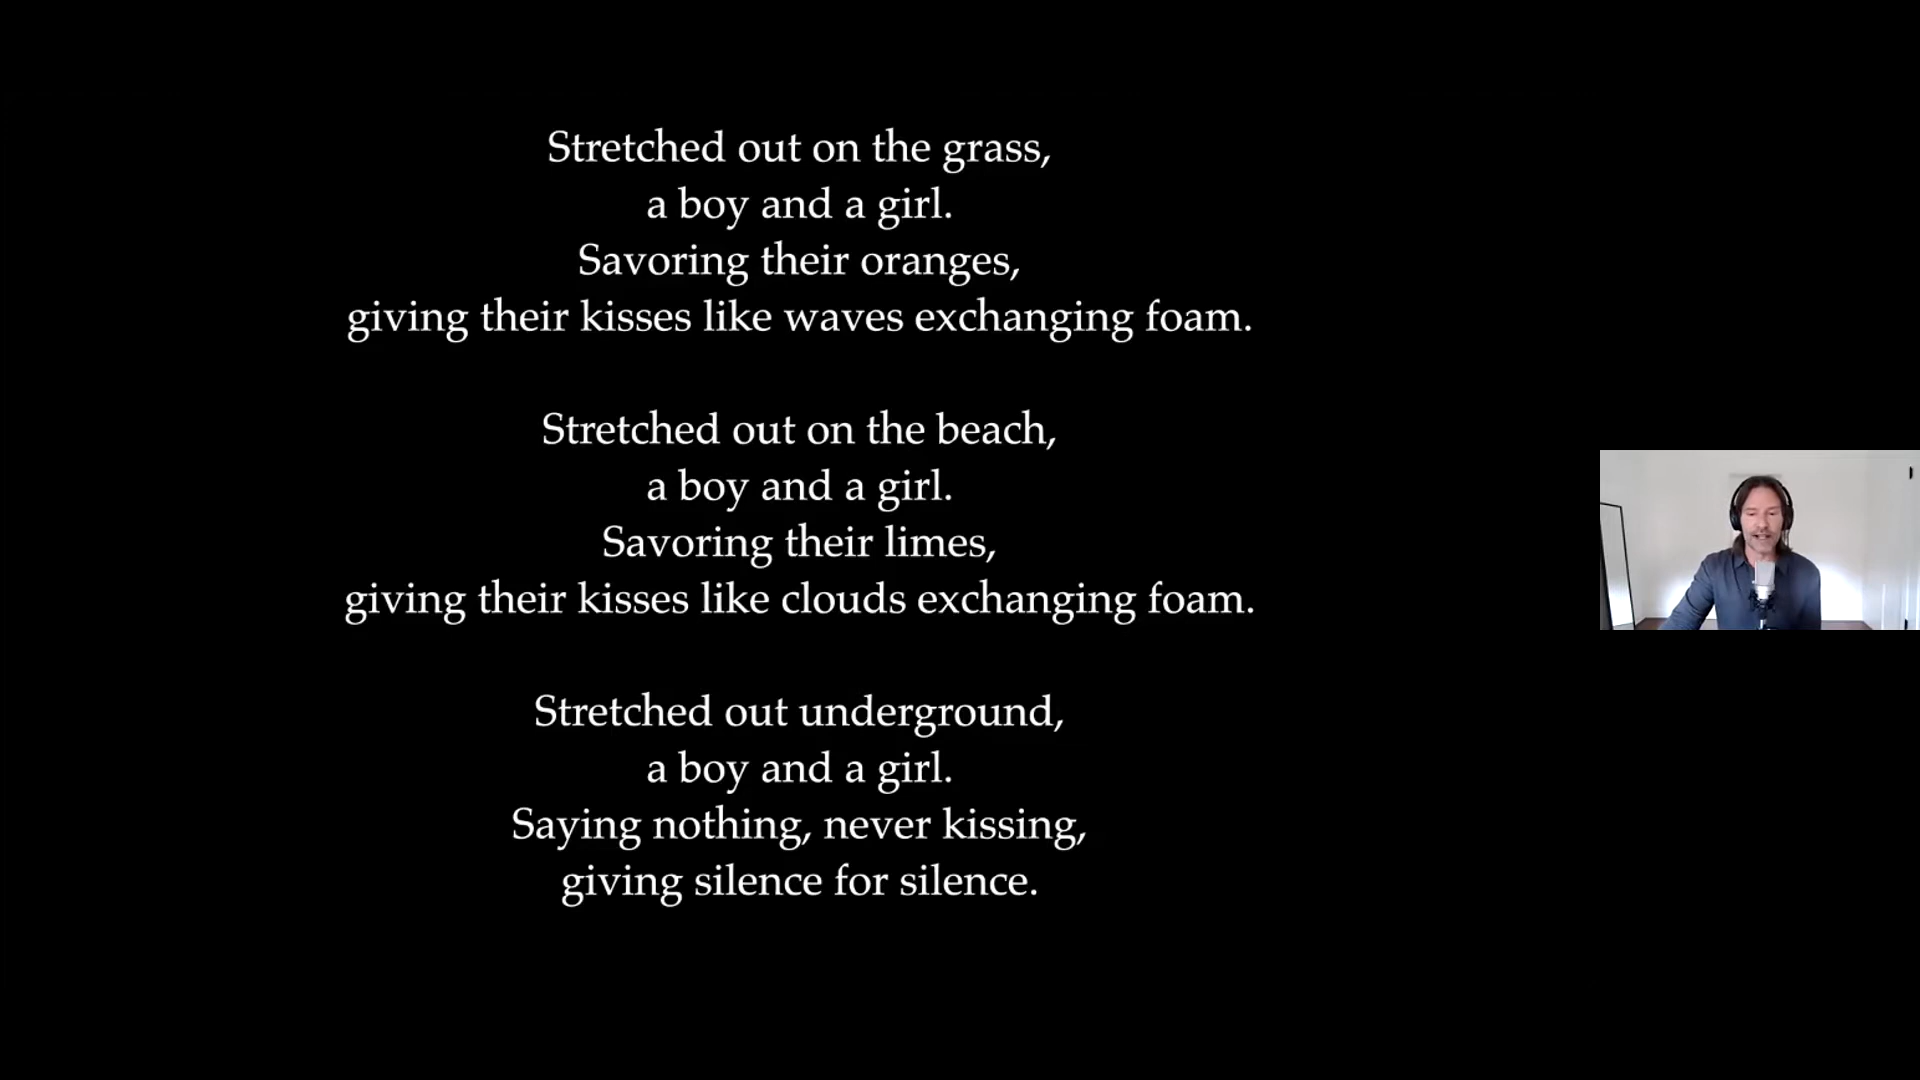 Stretched out on the grass,
a boy and a girl.
Savoring their oranges,
giving their kisses like waves exchanging foam.
Stretched out on the beach,
a boy and a girl.
Savoring their limes,
giving their kisses like clouds exchanging foam.
Stretched out underground,
a boy and a girl.
Saying nothing, never kissing,
giving silence for silence.